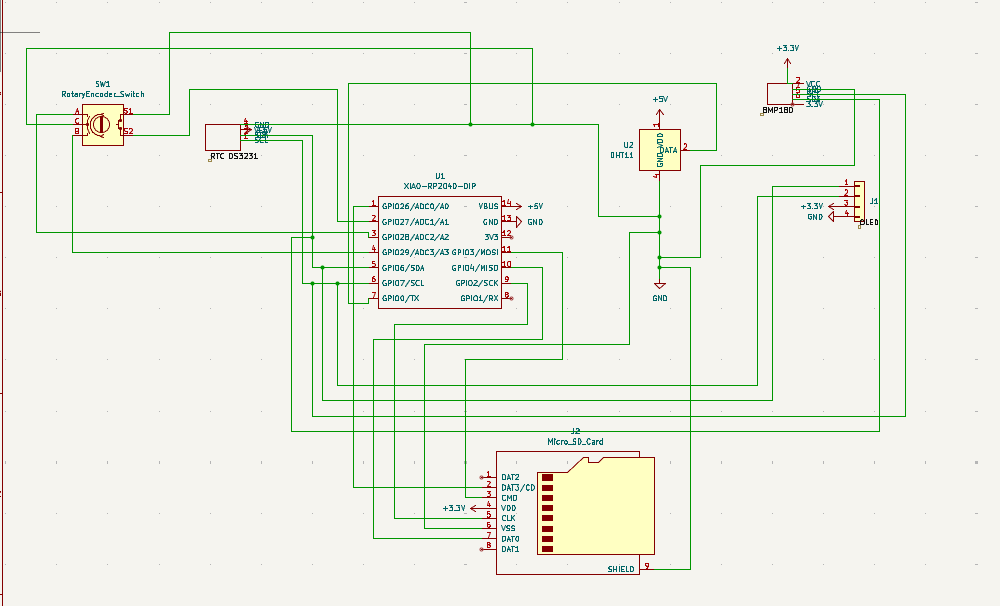 +3.3V
SW1
RotaryEncoder_Switch
A
C
B
S1
S2
4
GND
SCL
RTC DS3231
+5V
1
U2
DHT11
VDD
DATA
2
GND
4
2
VCC
GND
3.3V
BMP180
U1
XIAO-RP2040-DIP
1 GPIO26/ADC0/A0
2 GPIO27/ADC1/A1
3 GPIO28/ADC2/A2
4 GPIO29/ADC3/A3
5 GPIO6/SDA
6 GPIO7/SCL
7 GPIO0/TX
VBUS 14 +5V
GND 13 GND
3V3 12
GPIO3/MOSI 11
GPIO4/MISO 10
GPIO2/SCK 9
GPIO1/RX 8
GND
1
2
+3.3V 3
GND 4
J1
OLED
J2
Micro_SD_Card
1 DAT2
2 DAT3/CD
3 CMD
+3.3V 4 VDD
5 CLK
6 VSS
7 DAT0
8 DAT1
SHIELD 9